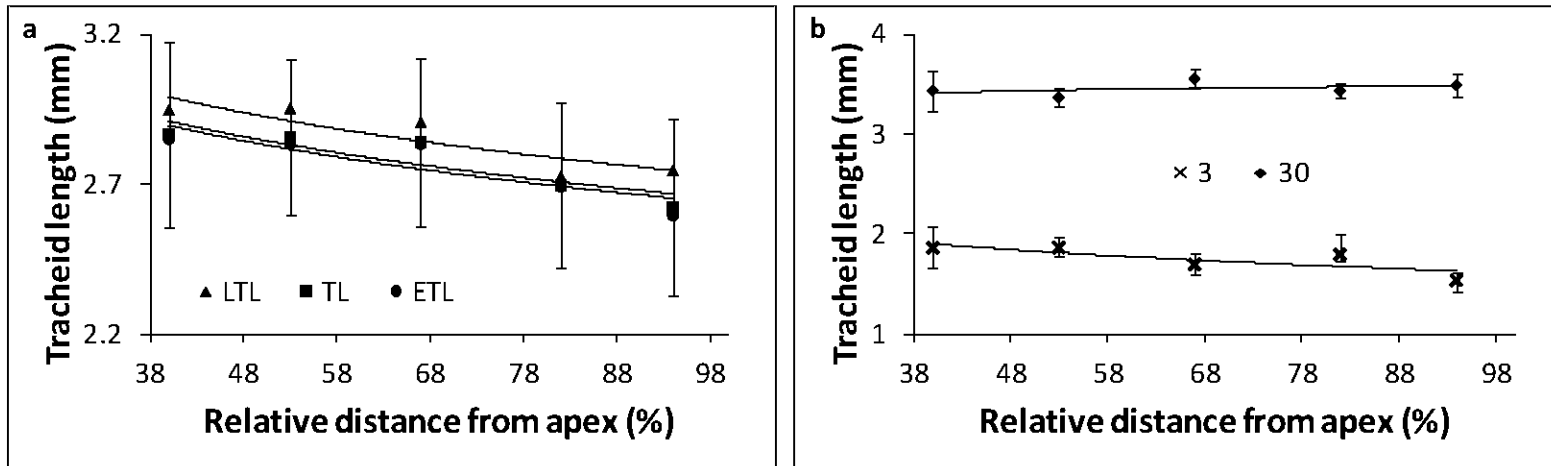 a
Tracheid length (mm)
3.2
2.7
2.2
LTL TL ETL
38 48 58 68 78 88 98
Relative distance from apex (%)
b
Tracheid length (mm)
4
3
2
1
3 30
38 48 58 68 78 88 98
Relative distance from apex (%)